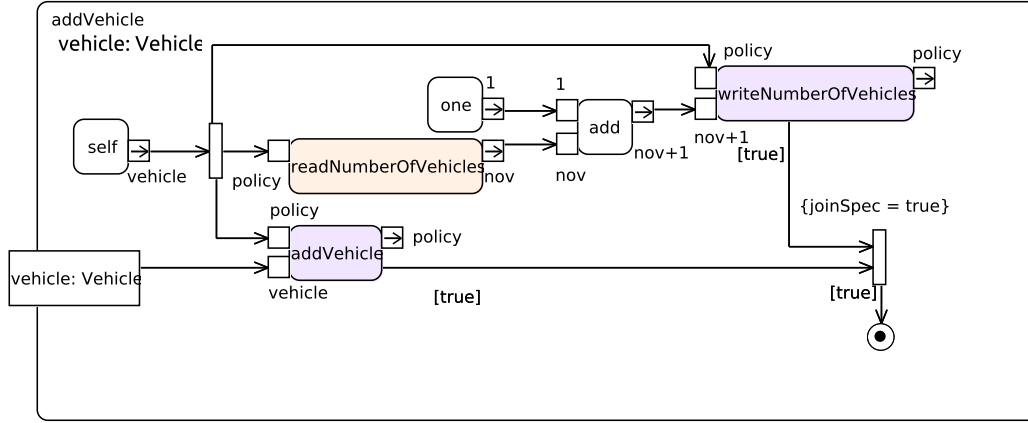 addVehicle
vehicle: Vehicle
policy
policy
1
1
one
writeNumberOfVehicles
self
add
nov+1
nov+1
[true]
vehicle
policy
readNumberOfVehicles
nov
nov
policy
{joinSpec = true}
policy
addVehicle
vehicle: Vehicle
vehicle
[true]
[true]